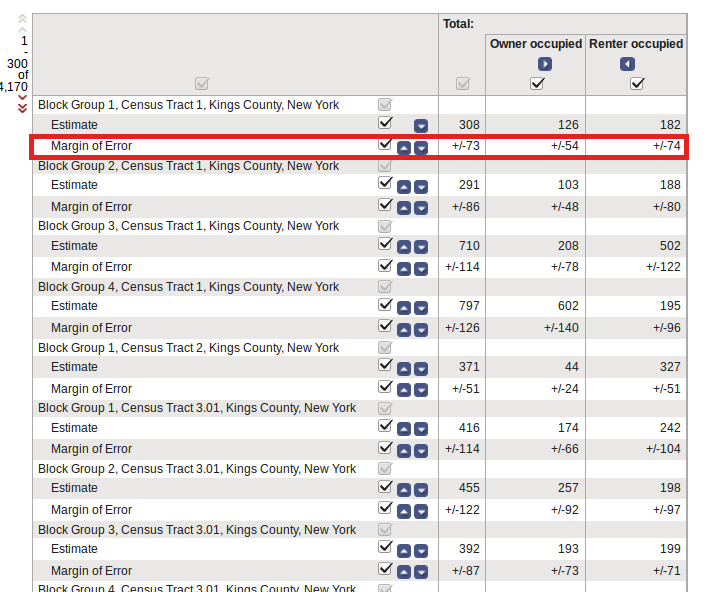 Total:
Owner occupied Renter occupied
1
-
300
of
4,170
Block Group 1, Census Tract 1, Kings County, New York
Estimate 308 126 182
Margin of Error +/-73 +/-54 +/-74
Block Group 2, Census Tract 1, Kings County, New York
Estimate 291 103 188
Margin of Error +/-86 +/-48 +/-80
Block Group 3, Census Tract 1, Kings County, New York
Estimate 710 208 502
Margin of Error +/-114 +/-78 +/-122
Block Group 4, Census Tract 1, Kings County, New York
Estimate 797 602 195
Margin of Error +/-126 +/-140 +/-96
Block Group 1, Census Tract 2, Kings County, New York
Estimate 371 44 327
Margin of Error +/-51 +/-24 +/-51
Block Group 1, Census Tract 3.01, Kings County, New York
Estimate 416 174 242
Margin of Error +/-114 +/-66 +/-104
Block Group 2, Census Tract 3.01, Kings County, New York
Estimate 455 257 198
Margin of Error +/-122 +/-92 +/-97
Block Group 3, Census Tract 3.01, Kings County, New York
Estimate 392 193 199
Margin of Error +/-87 +/-73 +/-71
Block Group 4, Census Tract 3.01, Kings County, New York